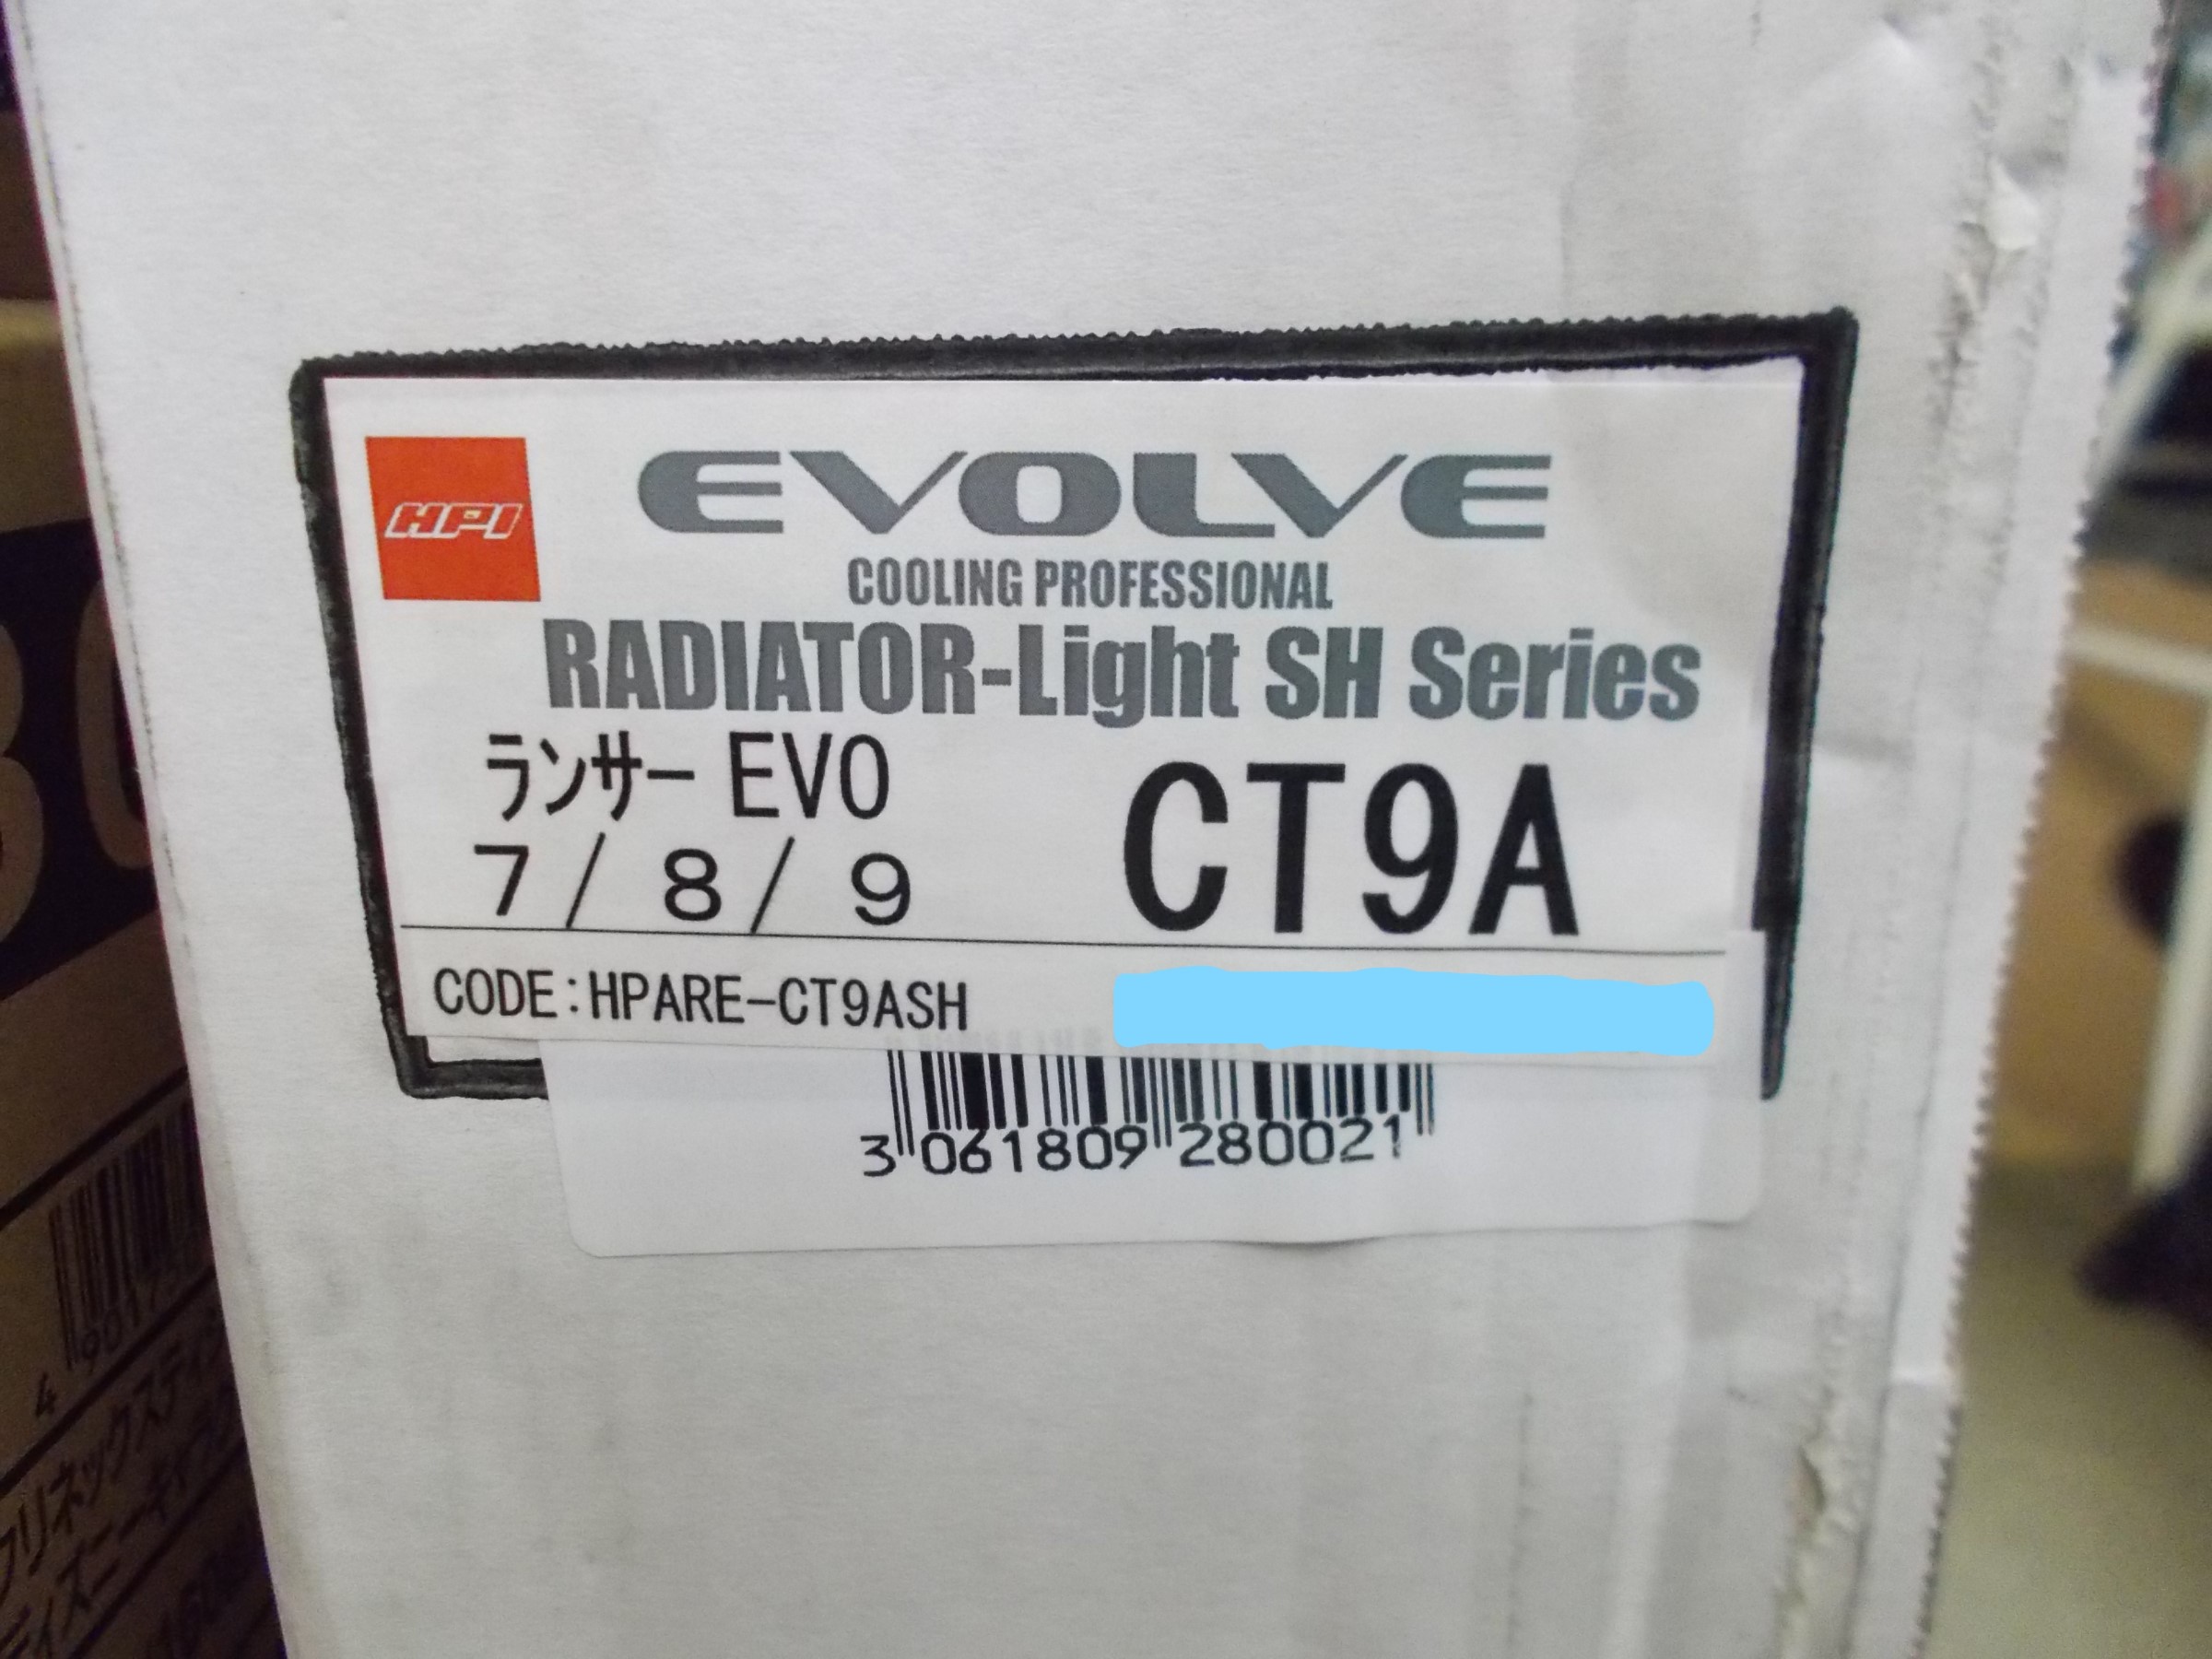 HPI
EVOLVE
COOLING PROFESSIONAL
RADIATOR-Light SH Series
ランサー EVO
7/8/9
CT9A
CODE:HPARE-CT9ASH
3 061809 280021